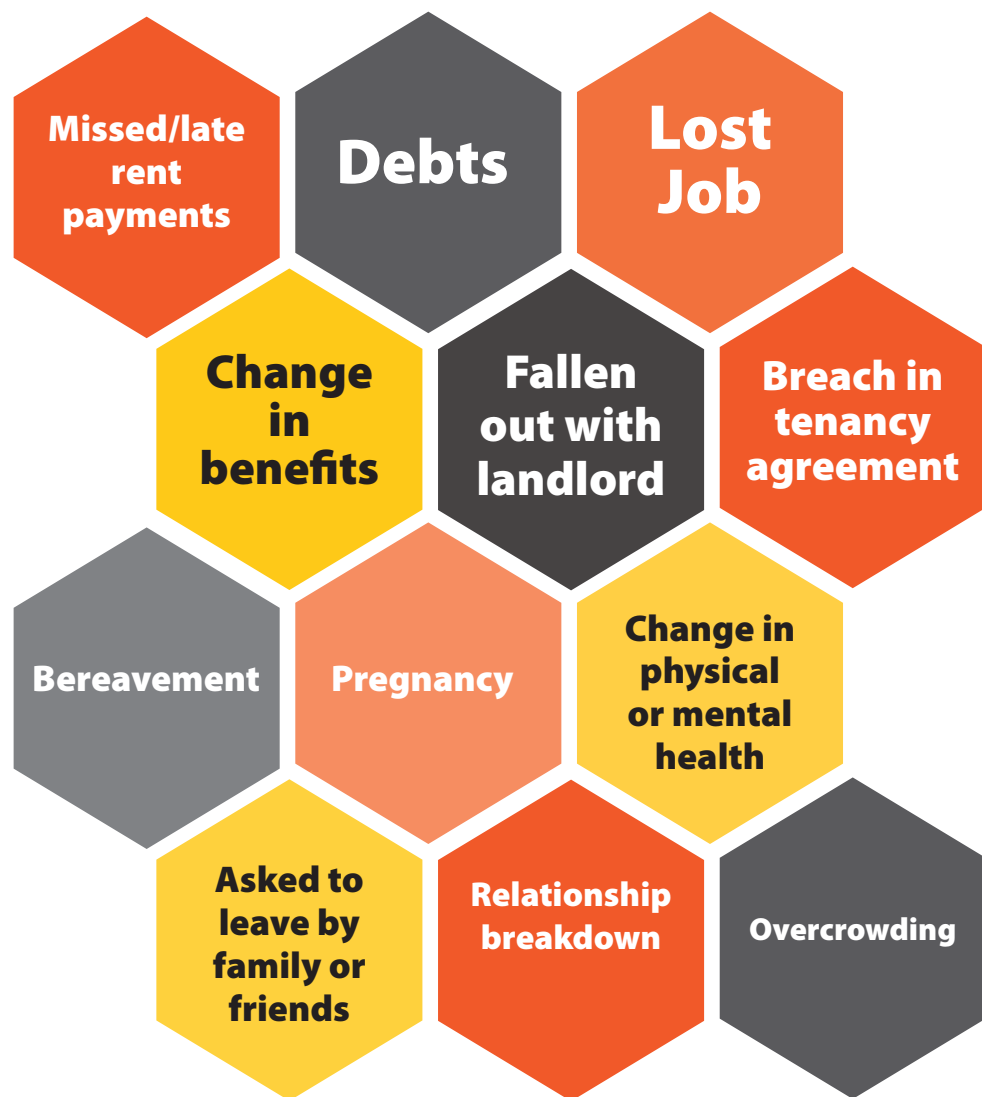 Missed/late
rent
payments
Debts
Lost
Job
Change
in
benefits
Fallen
out with
landlord
Breach in
tenancy
agreement
Bereavement
Pregnancy
Change in
physical
or mental
health
Asked to
leave by
family or
friends
Relationship
breakdown
Overcrowding